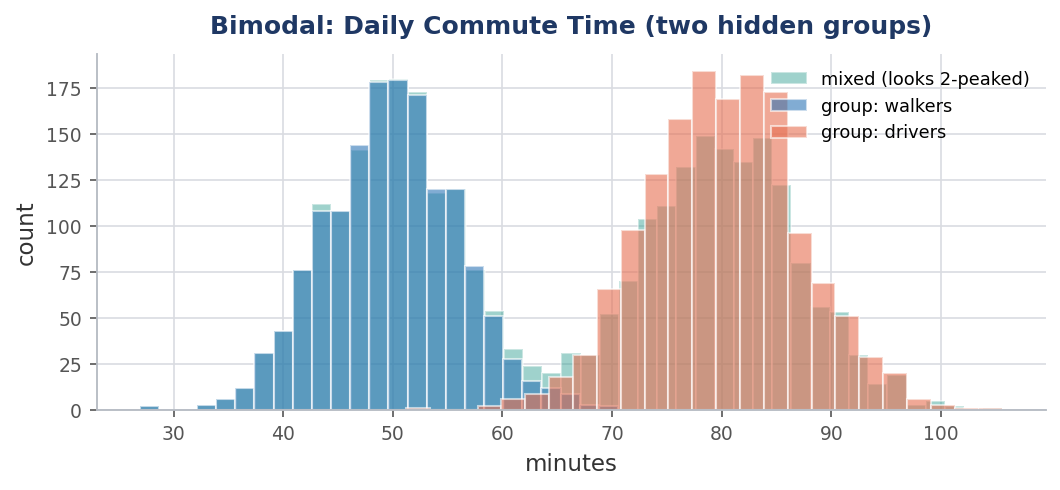 Bimodal: Daily Commute Time (two hidden groups)
mixed (looks 2-peaked)
group: walkers
group: drivers
175
150
125
100
75
50
25
0
count
30 40 50 60 70 80 90 100
minutes